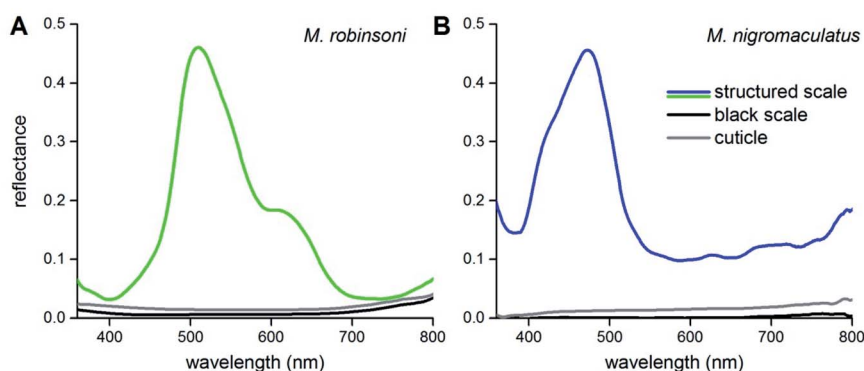 A
M. robinsoni
0.5
0.4
0.3
0.2
0.1
0.0
reflectance
400
500
600
700
800
wavelength (nm)
B
M. nigromaculatus
structured scale
black scale
cuticle
0.5
0.4
0.3
0.2
0.1
0.0
400
500
600
700
800
wavelength (nm)